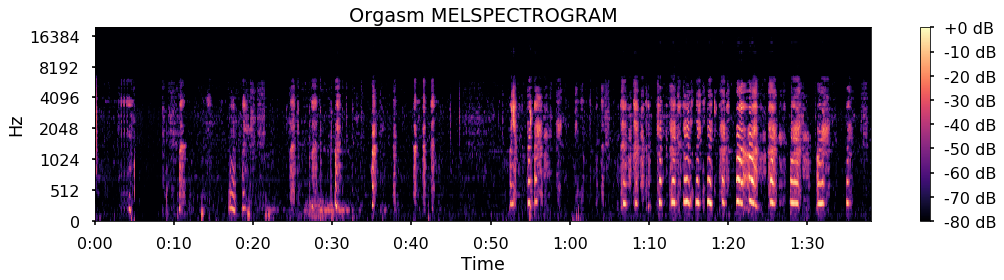 Orgasm MELSPECTROGRAM
Hz
16384
8192
4096
2048
1024
512
0
0:00 0:10 0:20 0:30 0:40 0:50 1:00 1:10 1:20 1:30
Time
+0 dB
-10 dB
-20 dB
-30 dB
-40 dB
-50 dB
-60 dB
-70 dB
-80 dB